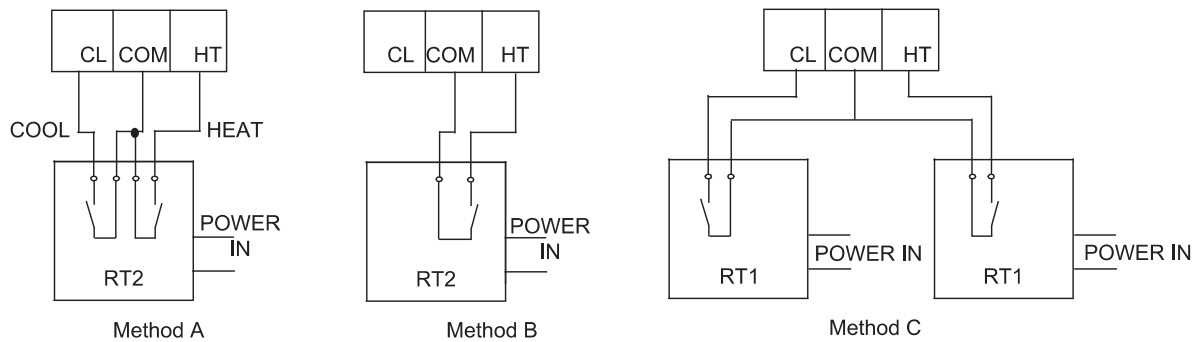 CL COM HT
COOL HEAT
POWER
IN
RT2
Method A
CL COM HT
POWER
IN
RT2
Method B
CL COM HT
POWER IN
RT1
POWER IN
RT1
Method C